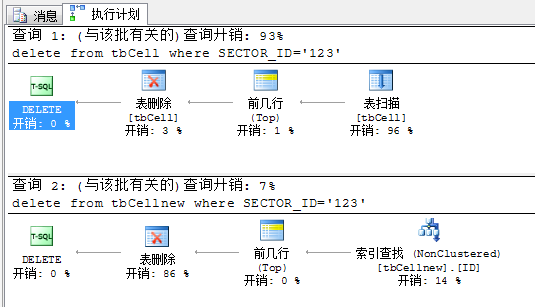 消息 执行计划
查询 1: (与该批有关的)查询开销: 93%
delete from tbCell where SECTOR_ID='123'
T-SQL
DELETE
开销: 0 %
表删除
[tbCell]
开销: 3 %
前几行
(Top)
开销: 1 %
表扫描
[tbCell]
开销: 96 %
查询 2: (与该批有关的)查询开销: 7%
delete from tbCellnew where SECTOR_ID='123'
T-SQL
DELETE
开销: 0 %
表删除
开销: 86 %
前几行
(Top)
开销: 0 %
索引查找 (NonClustered)
[tbCellnew].[ID]
开销: 14 %